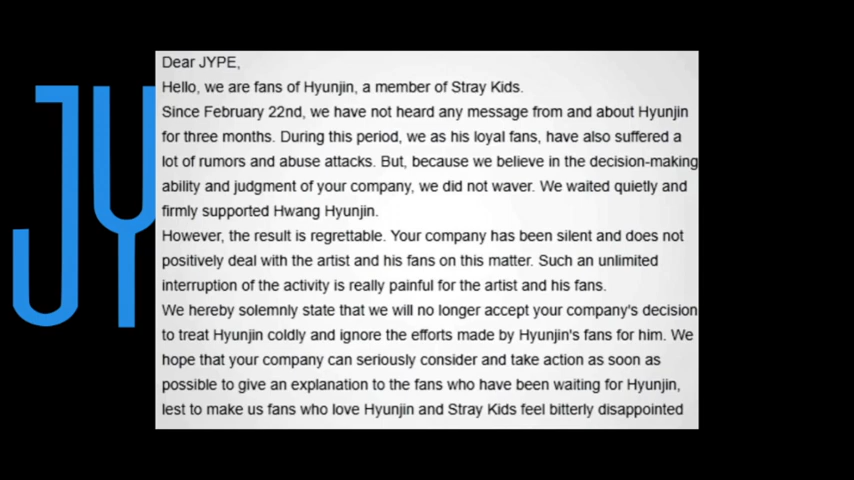 JY
Dear JYPE,
Hello, we are fans of Hyunjin, a member of Stray Kids.
Since February 22nd, we have not heard any message from and about Hyunjin
for three months. During this period, we as his loyal fans, have also suffered a
lot of rumors and abuse attacks. But, because we believe in the decision-making
ability and judgment of your company, we did not waver. We waited quietly and
firmly supported Hwang Hyunjin.
However, the result is regrettable. Your company has been silent and does not
positively deal with the artist and his fans on this matter. Such an unlimited
interruption of the activity is really painful for the artist and his fans.
We hereby solemnly state that we will no longer accept your company's decision
to treat Hyunjin coldly and ignore the efforts made by Hyunjin's fans for him. We
hope that your company can seriously consider and take action as soon as
possible to give an explanation to the fans who have been waiting for Hyunjin,
lest to make us fans who love Hyunjin and Stray Kids feel bitterly disappointed